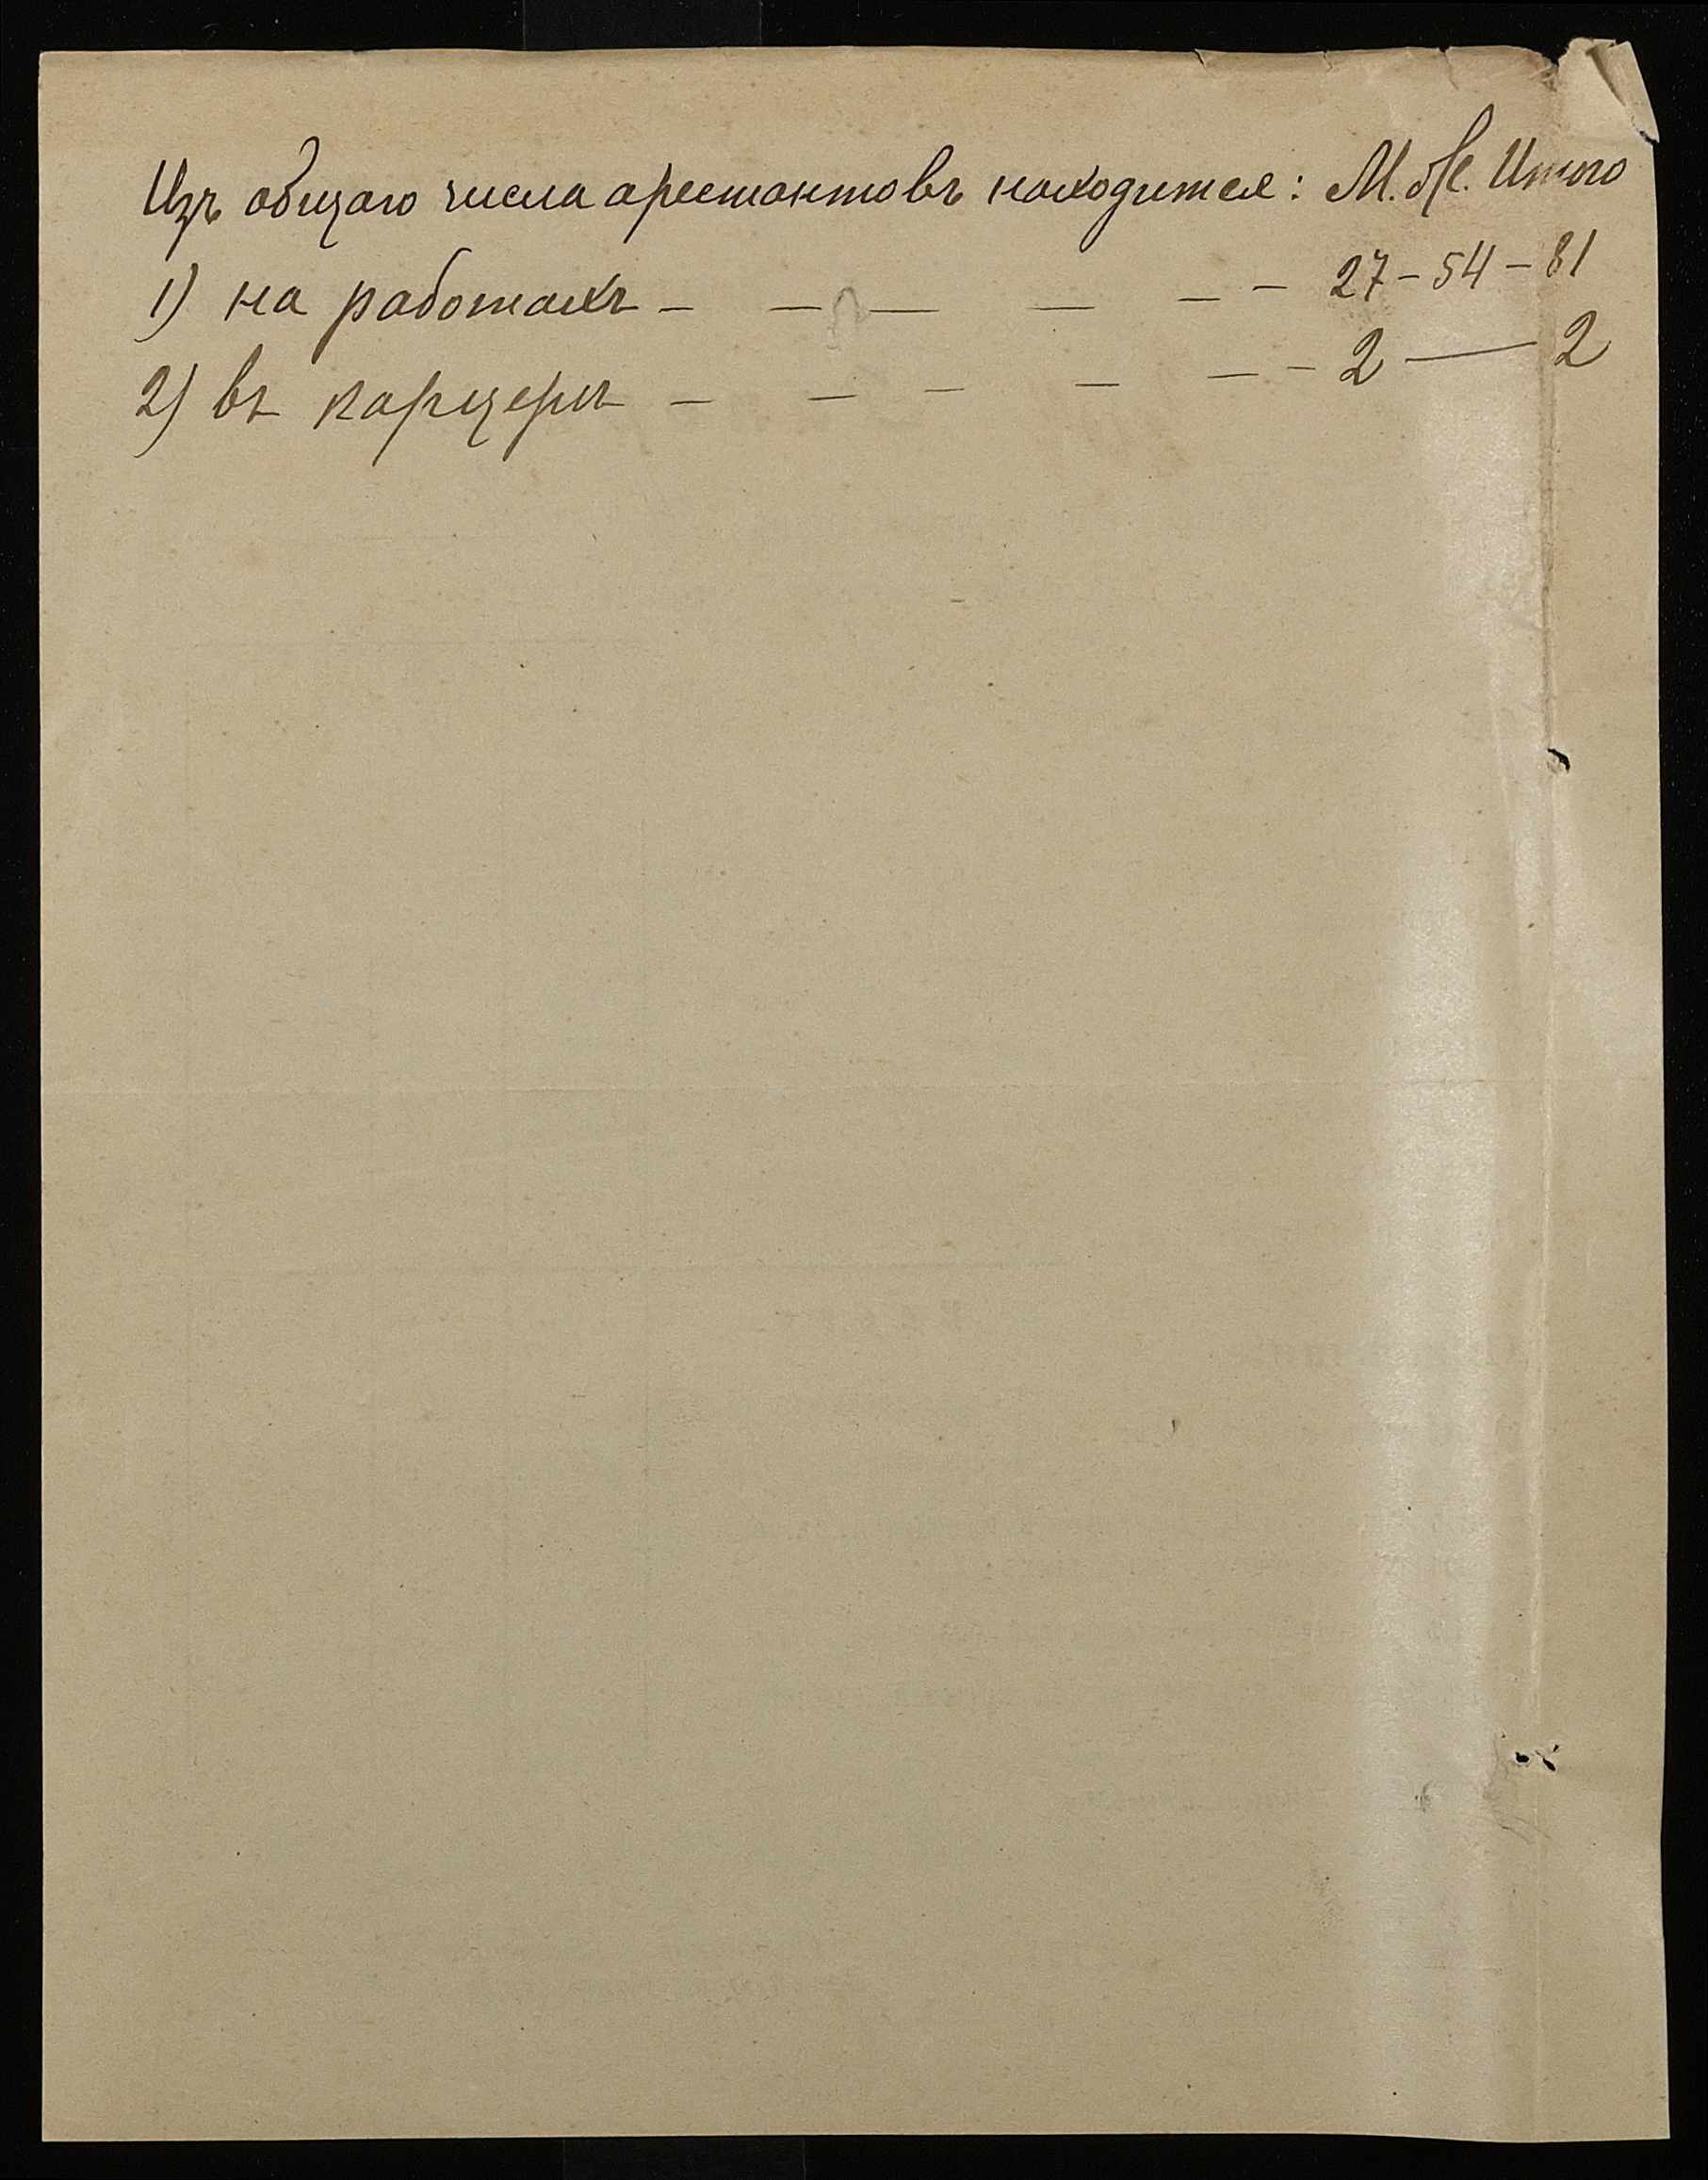 Изъ общаго числа арестантовъ находится: М. Ж. Итого
1) на работахъ — — — — — — 27 — 54 — 81
2) въ карцерѣ — — — — — — 2 — 2